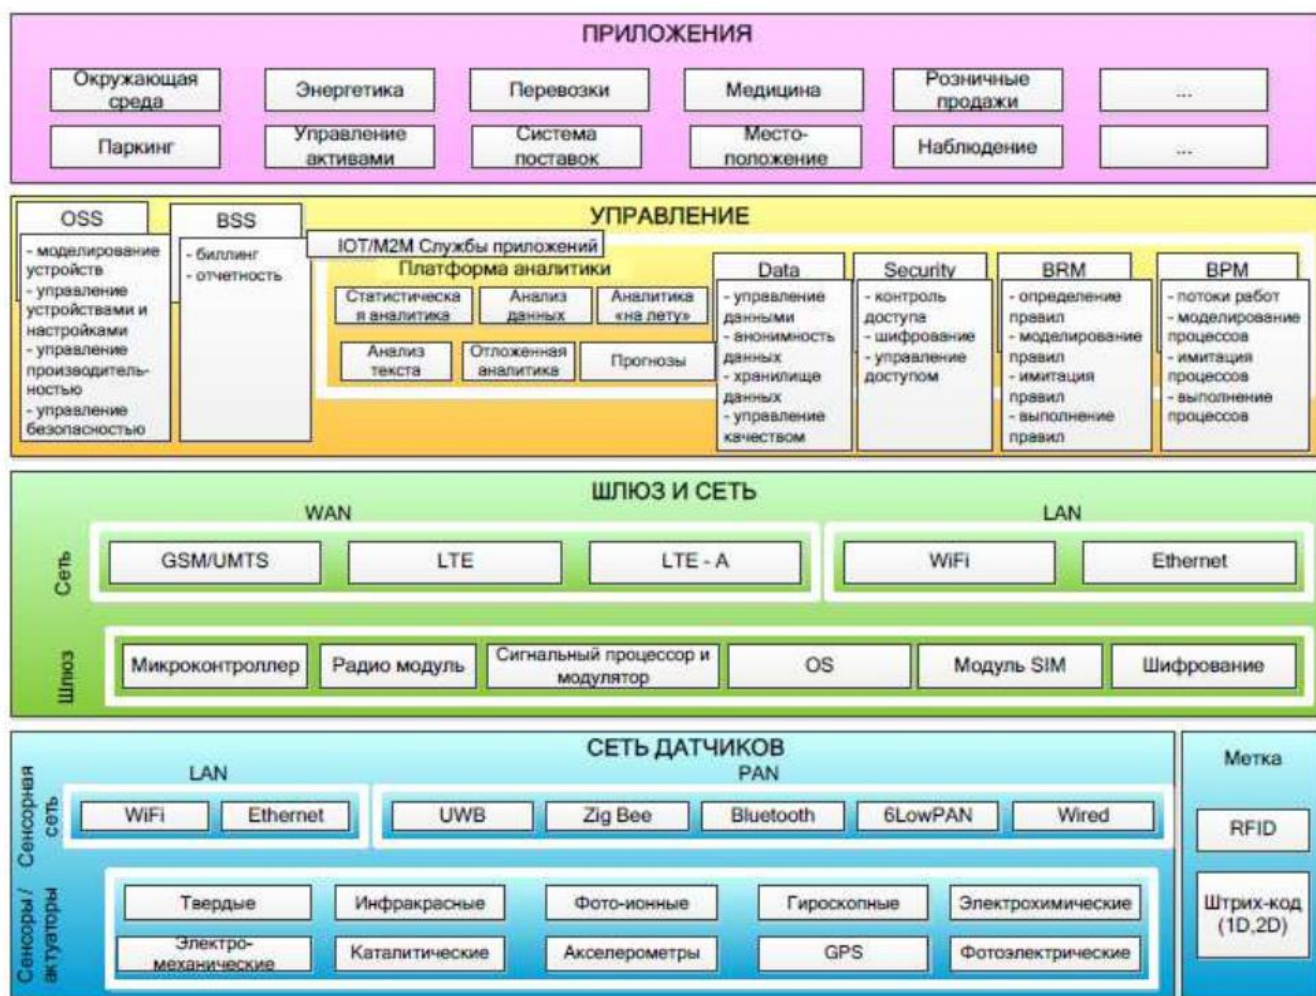 ПРИЛОЖЕНИЯ
Окружающая
среда
Энергетика
Перевозки
Медицина
Розничные
продажи
...
Паркинг
Управление
активами
Система
поставок
Место-
положение
Наблюдение
...
УПРАВЛЕНИЕ
OSS
- моделирование
устройств
- управление
устройствами и
настройками
- управление
производитель-
ностью
- управление
безопасностью
BSS
- биллинг
- отчетность
IOT/M2M Службы приложений
Платформа аналитики
Статистическа
я аналитика
Анализ
данных
Аналитика
«на лету»
Анализ
текста
Отложенная
аналитика
Прогнозы
Data
- управление
данными
- анонимность
данных
- хранилище
данных
- управление
качеством
Security
- контроль
доступа
- шифрование
- управление
доступом
BRM
- определение
правил
- моделирование
правил
- имитация
правил
- выполнение
правил
BPM
- потоки работ
- моделирование
процессов
- имитация
процессов
- выполнение
процессов
ШЛЮЗ И СЕТЬ
WAN
LAN
Сеть
GSM/UMTS
LTE
LTE - A
WiFi
Ethernet
Шлюз
Микроконтроллер
Радио модуль
Сигнальный процессор и
модулятор
OS
Модуль SIM
Шифрование
СЕТЬ ДАТЧИКОВ
LAN
PAN
Сенсорная
сеть
WiFi
Ethernet
UWB
Zig Bee
Bluetooth
6LowPAN
Wired
Сенсоры /
актуаторы
Твердые
Инфракрасные
Фото-ионные
Гироскопные
Электрохимические
Электро-
механические
Каталитические
Акселерометры
GPS
Фотоэлектрические
Метка
RFID
Штрих-код
(1D,2D)